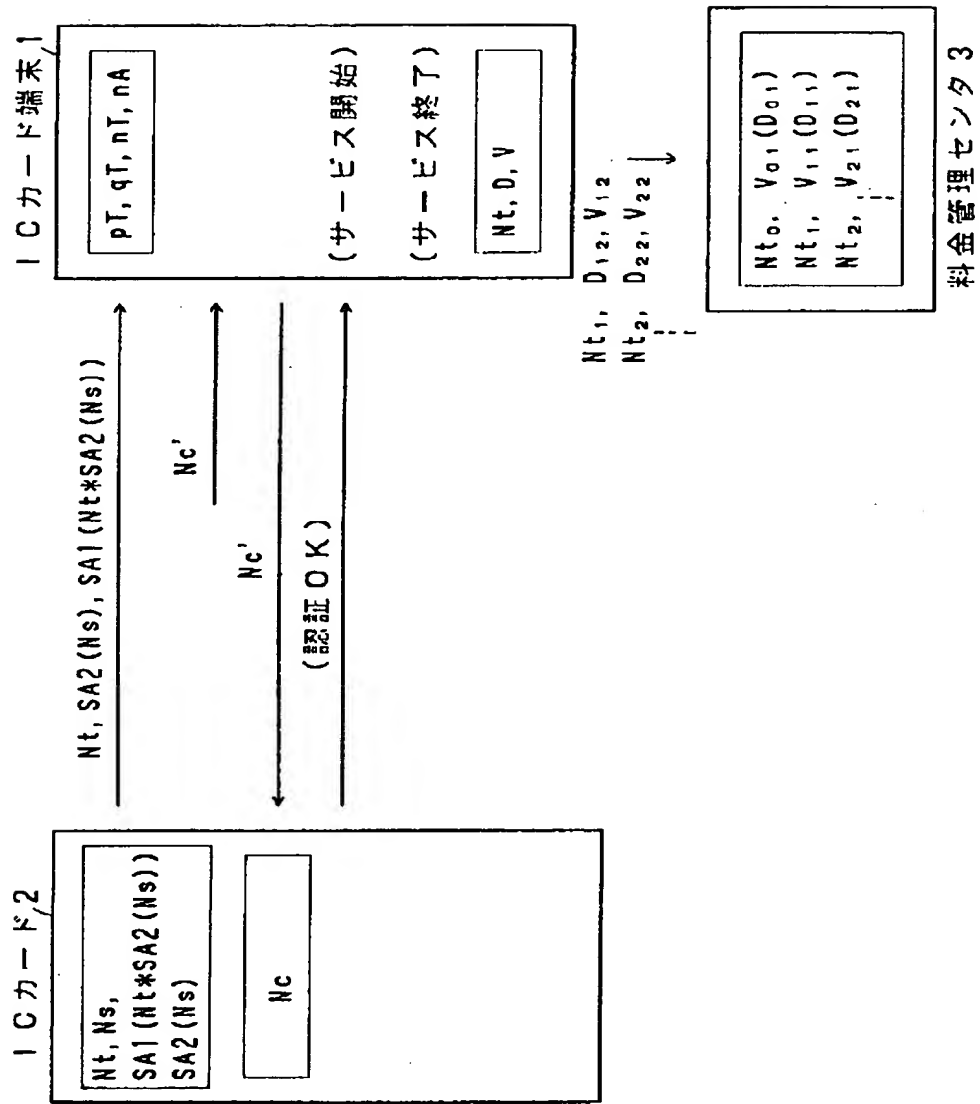 ICカード2
Nt, Ns,
SA1(Nt*SA2(Ns))
SA2(Ns)
Nc
Nt, SA2(Ns), SA1(Nt*SA2(Ns))
Nc'
Nc'
(認証OK)
ICカード端末1
pT, qT, nT, nA
(サービス開始)
(サービス終了)
Nt, D, V
Nt₁, D₁₂, V₁₂
Nt₂, D₂₂, V₂₂
Nt₀, V₀₁(D₀₁)
Nt₁, V₁₁(D₁₁)
Nt₂, V₂₁(D₂₁)
料金管理センタ3